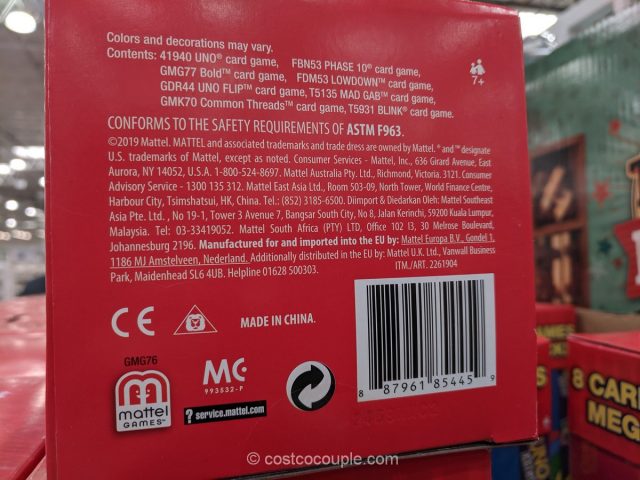 Colors and decorations may vary.
Contents: 41940 UNO® card game, FBN53 PHASE 10® card game,
GMG77 Bold™ card game, FDM53 LOWDOWN™ card game,
GDR44 UNO FLIP™ card game, T5135 MAD GAB™ card game,
GMK70 Common Threads™ card game, T5931 BLINK® card game.
7+
CONFORMS TO THE SAFETY REQUIREMENTS OF ASTM F963.
©2019 Mattel. MATTEL and associated trademarks and trade dress are owned by Mattel. ® and ™ designate
U.S. trademarks of Mattel, except as noted. Consumer Services - Mattel, Inc., 636 Girard Avenue, East
Aurora, NY 14052, U.S.A. 1-800-524-8697. Mattel Australia Pty. Ltd., Richmond, Victoria. 3121. Consumer
Advisory Service - 1300 135 312. Mattel East Asia Ltd., Room 503-09, North Tower, World Finance Centre,
Harbour City, Tsimshatsui, HK, China. Tel.: (852) 3185-6500. Diimport & Diedarkan Oleh: Mattel Southeast
Asia Pte. Ltd., No 19-1, Tower 3 Avenue 7, Bangsar South City, No 8, Jalan Kerinchi, 59200 Kuala Lumpur,
Malaysia. Tel: 03-33419052. Mattel South Africa (PTY) LTD, Office 102 I3, 30 Melrose Boulevard,
Johannesburg 2196. Manufactured for and imported into the EU by: Mattel Europa B.V., Gondel 1,
1186 MJ Amstelveen, Nederland. Additionally distributed in the EU by: Mattel U.K. Ltd., Vanwall Business
Park, Maidenhead SL6 4UB. Helpline 01628 500303.
ITM./ART. 2261904
CE
MADE IN CHINA.
GMG76
MATTEL
GAMES™
MC
993532-P
? service.mattel.com
8 87961 85445 9
8 CAR
MEG
© costcocouple.com